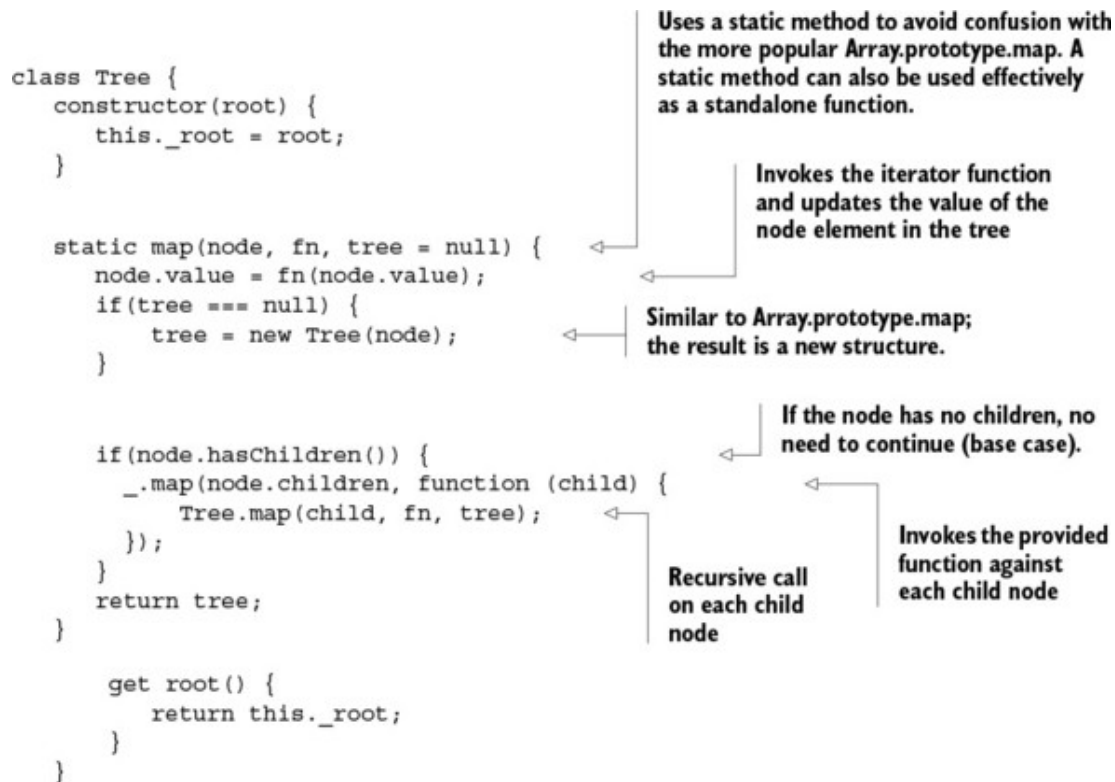 Uses a static method to avoid confusion with
the more popular Array.prototype.map. A
static method can also be used effectively
as a standalone function.
class Tree {
constructor(root) {
this._root = root;
}
Invokes the iterator function
and updates the value of the
node element in the tree
static map(node, fn, tree = null) {
node.value = fn(node.value);
if(tree === null) {
tree = new Tree(node);
}
Similar to Array.prototype.map;
the result is a new structure.
If the node has no children, no
need to continue (base case).
if(node.hasChildren()) {
_.map(node.children, function (child) {
Tree.map(child, fn, tree);
});
}
return tree;
}
Invokes the provided
function against
each child node
Recursive call
on each child
node
get root() {
return this._root;
}
}